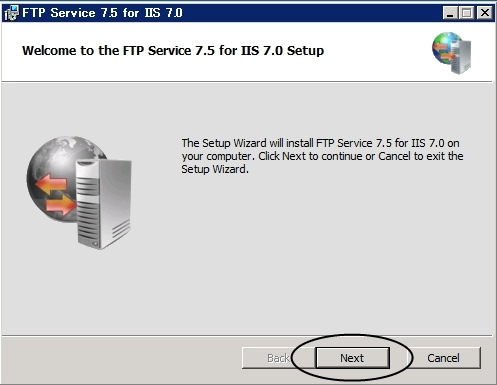 FTP Service 7.5 for IIS 7.0
Welcome to the FTP Service 7.5 for IIS 7.0 Setup
The Setup Wizard will install FTP Service 7.5 for IIS 7.0 on
your computer. Click Next to continue or Cancel to exit the
Setup Wizard.
Back Next Cancel